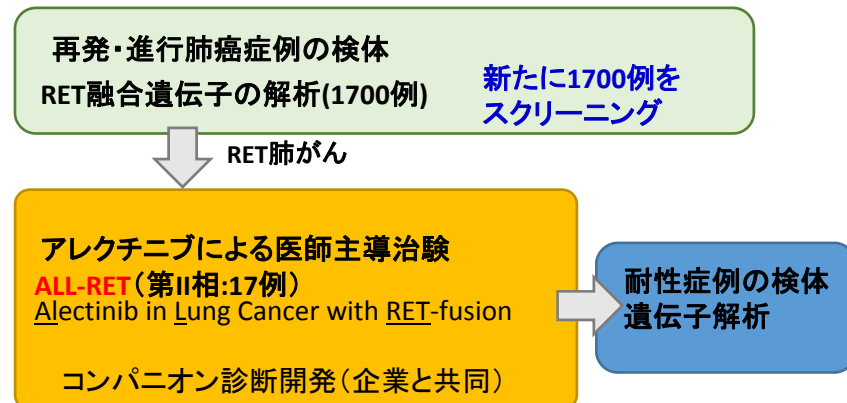 再発・進行肺癌症例の検体
RET融合遺伝子の解析(1700例)
新たに1700例を
スクリーニング
RET肺がん
アレクチニブによる医師主導治験
ALL-RET（第II相:17例）
Alectinib in Lung Cancer with RET-fusion
コンパニオン診断開発（企業と共同）
耐性症例の検体
遺伝子解析